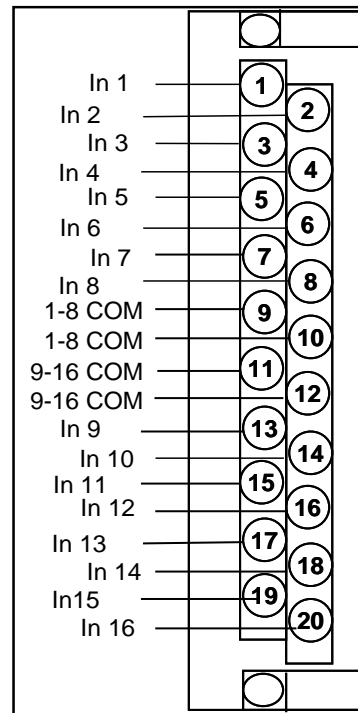 In 1 1
In 2 2
In 3 3
In 4 4
In 5 5
In 6 6
In 7 7
In 8 8
1-8 COM 9
1-8 COM 10
9-16 COM 11
9-16 COM 12
In 9 13
In 10 14
In 11 15
In 12 16
In 13 17
In 14 18
In15 19
In 16 20